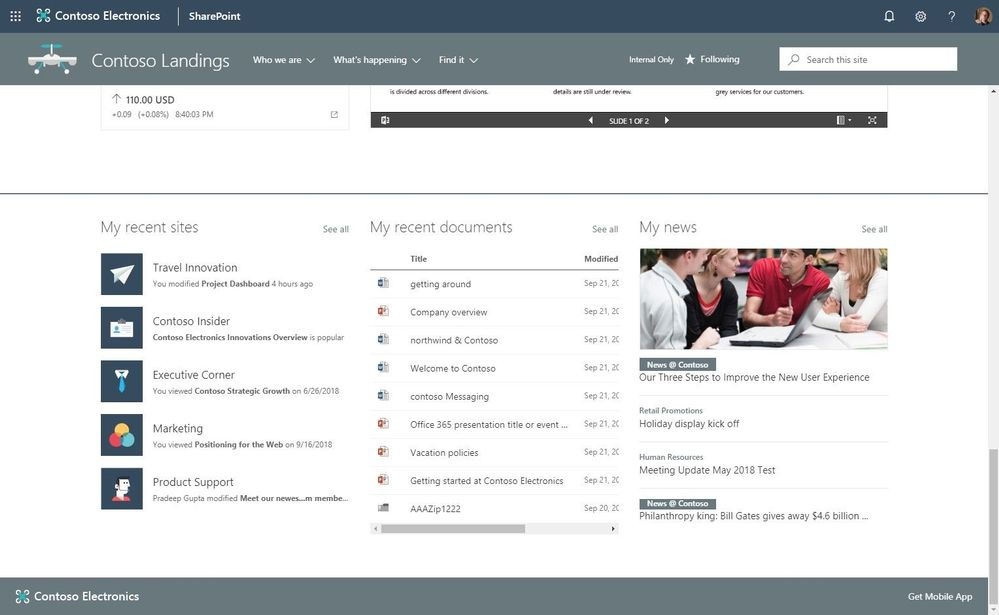 Contoso Electronics SharePoint ?
Contoso Landings Who we are What's happening Find it Internal Only Following Search this site
is divided across different divisions. details are still under review. grey services for our customers.
110.00 USD
+0.09 (+0.08%) 8:40:03 PM
SLIDE 1 OF 2
My recent sites See all
Travel Innovation
You modified Project Dashboard 4 hours ago
Contoso Insider
Contoso Electronics Innovations Overview is popular
Executive Corner
You viewed Contoso Strategic Growth on 6/26/2018
Marketing
You viewed Positioning for the Web on 9/16/2018
Product Support
Pradeep Gupta modified Meet our newes...m membe...
My recent documents See all
Title Modified
getting around Sep 21, 20
Company overview Sep 21, 20
northwind & Contoso Sep 21, 20
Welcome to Contoso Sep 21, 20
contoso Messaging Sep 21, 20
Office 365 presentation title or event ... Sep 21, 20
Vacation policies Sep 21, 20
Getting started at Contoso Electronics Sep 21, 20
AAAZip1222 Sep 20, 20
My news See all
News @ Contoso
Our Three Steps to Improve the New User Experience
Retail Promotions
Holiday display kick off
Human Resources
Meeting Update May 2018 Test
News @ Contoso
Philanthropy king: Bill Gates gives away $4.6 billion ...
Contoso Electronics Get Mobile App